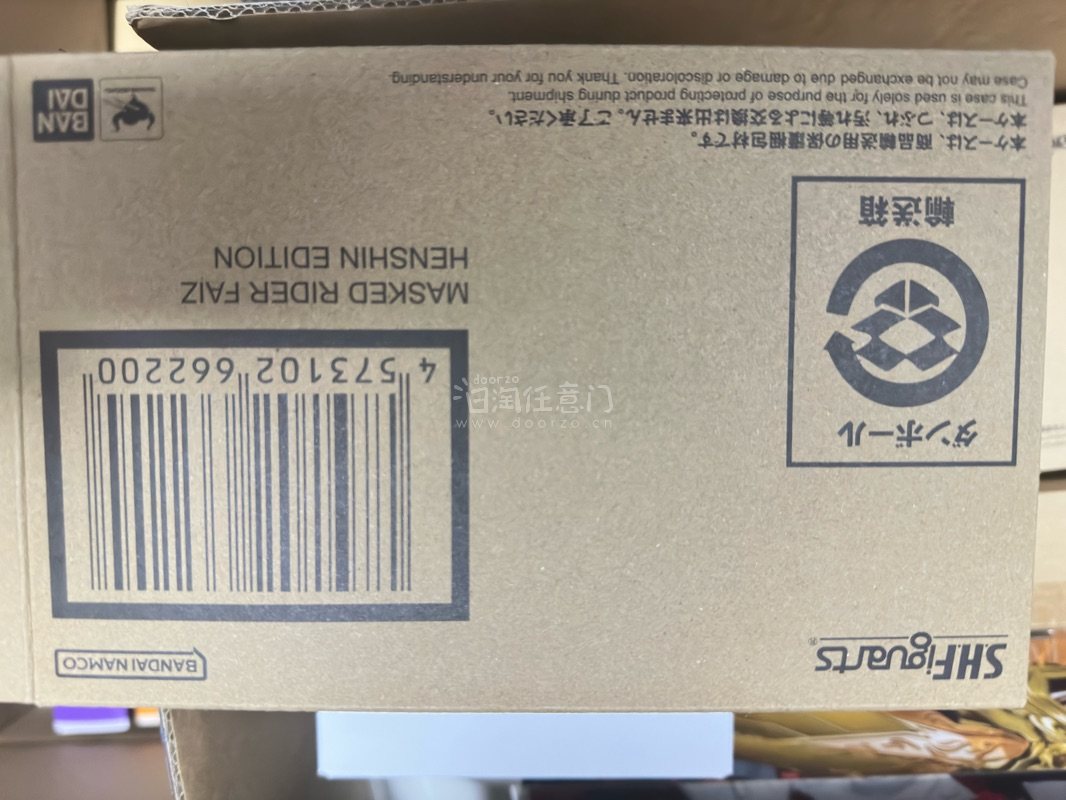 S.H.Figuarts®
BANDAI NAMCO
4 573102 662200
MASKED RIDER FAIZ
HENSHIN EDITION
ダンボール
輸送箱
本ケースは、商品輸送用の保護梱包材です。
本ケースは、つぶれ、汚れ等による交換は出来ません。ご了承ください。
This case is used solely for the purpose of protecting product during shipment.
Case may not be exchanged due to damage or discoloration. Thank you for your understanding.
BAN
DAI
doorzo
泊淘任意门
www.doorzo.cn